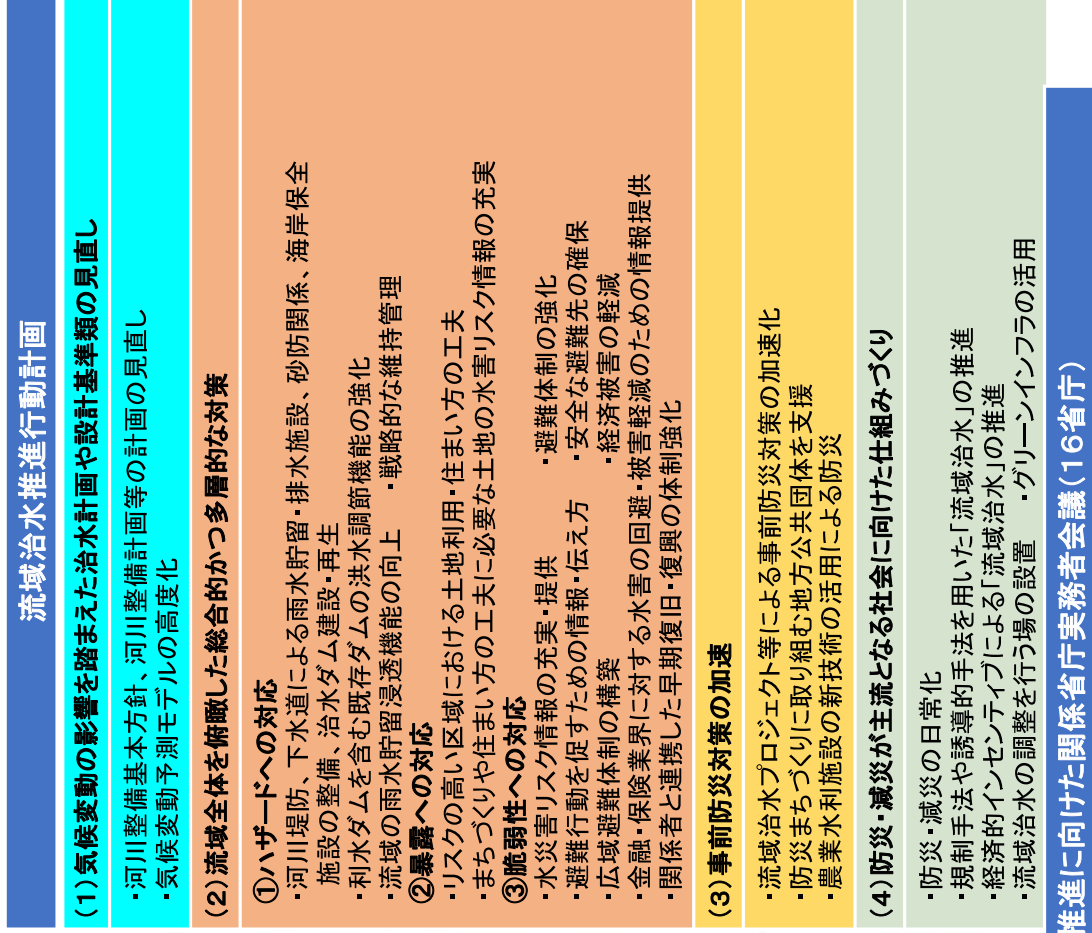 流域治水推進行動計画
(1)気候変動の影響を踏まえた治水計画や設計基準類の見直し
・河川整備基本方針、河川整備計画等の計画の見直し
・気候変動予測モデルの高度化
(2)流域全体を俯瞰した総合的かつ多層的な対策
①ハザードへの対応
・河川堤防、下水道による雨水貯留・排水施設、砂防関係、海岸保全
施設の整備、治水ダム建設・再生
・利水ダムを含む既存ダムの洪水調節機能の強化
・流域の雨水貯留浸透機能の向上 ・戦略的な維持管理
②暴露への対応
・リスクの高い区域における土地利用・住まい方の工夫
・まちづくりや住まい方の工夫に必要な土地の水害リスク情報の充実
③脆弱性への対応
・水災害リスク情報の充実・提供 ・避難体制の強化
・避難行動を促すための情報・伝え方 ・安全な避難先の確保
・広域避難体制の構築 ・経済被害の軽減
・金融・保険業界に対する水害の回避・被害軽減のための情報提供
・関係者と連携した早期復旧・復興の体制強化
(3)事前防災対策の加速
・流域治水プロジェクト等による事前防災対策の加速化
・防災まちづくりに取り組む地方公共団体を支援
・農業水利施設の新技術の活用による防災
(4)防災・減災が主流となる社会に向けた仕組みづくり
・防災・減災の日常化
・規制手法や誘導的手法を用いた「流域治水」の推進
・経済的インセンティブによる「流域治水」の推進
・流域治水の調整を行う場の設置 ・グリーンインフラの活用
推進に向けた関係省庁実務者会議(16省庁)